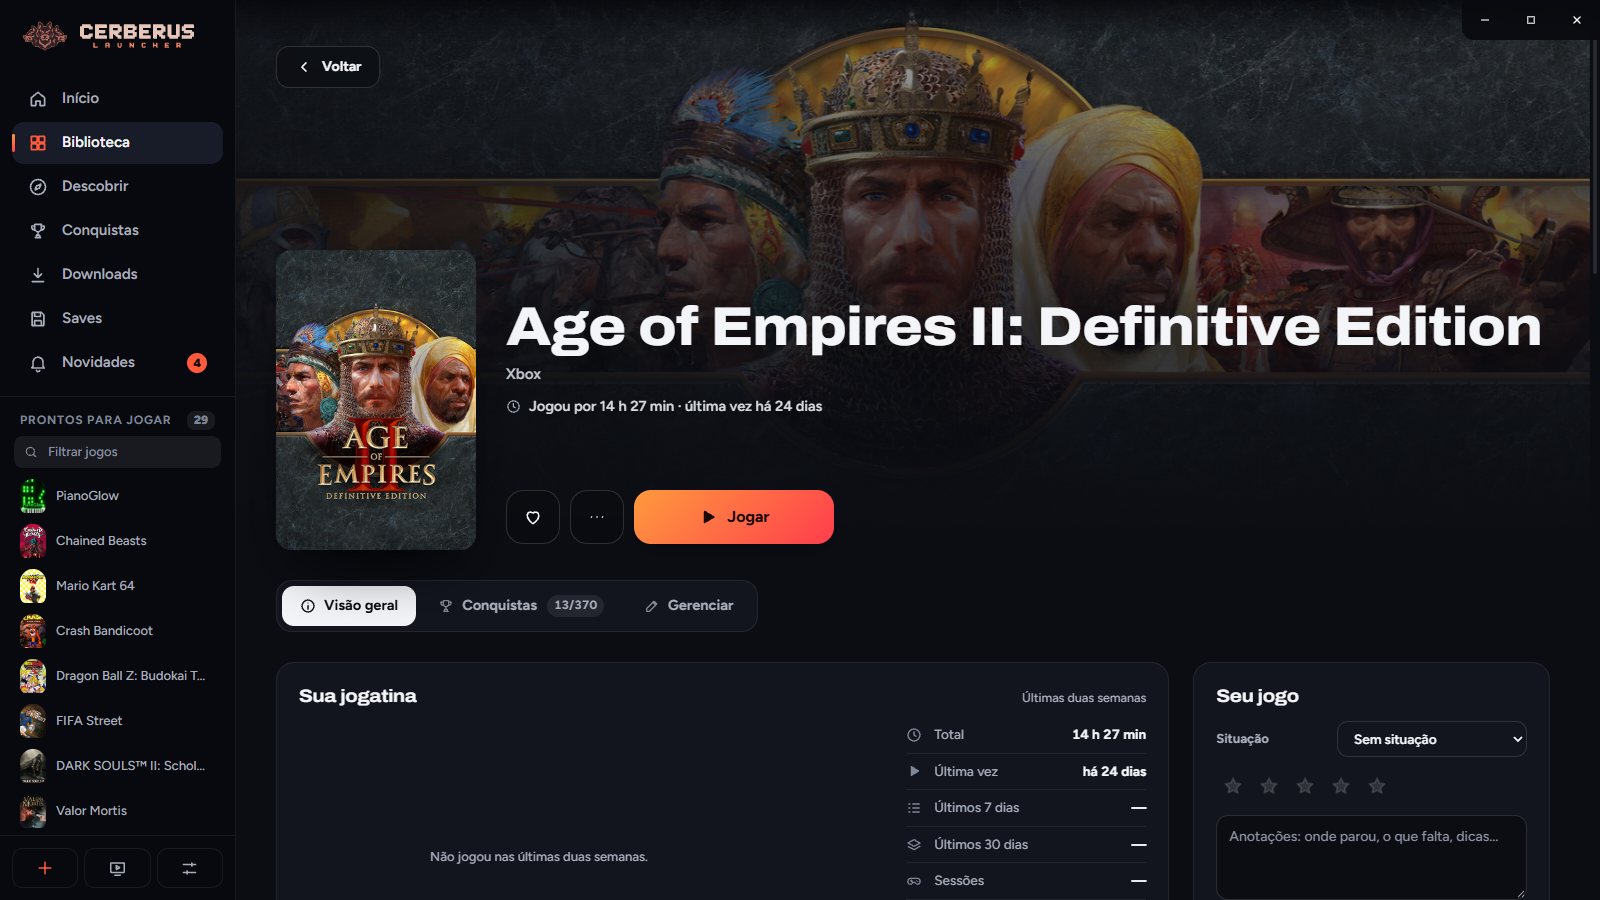 CERBERUS
LAUNCHER
Início
Biblioteca
Descobrir
Conquistas
Downloads
Saves
Novidades 4
PRONTOS PARA JOGAR 29
Filtrar jogos
PianoGlow
Chained Beasts
Mario Kart 64
Crash Bandicoot
Dragon Ball Z: Budokai T...
FIFA Street
DARK SOULS™ II: Schol...
Valor Mortis
Voltar
AGE
OF
EMPIRES
II
DEFINITIVE EDITION
Age of Empires II: Definitive Edition
Xbox
Jogou por 14 h 27 min · última vez há 24 dias
Jogar
Visão geral
Conquistas 13/370
Gerenciar
Sua jogatina
Últimas duas semanas
Não jogou nas últimas duas semanas.
Total 14 h 27 min
Última vez há 24 dias
Últimos 7 dias —
Últimos 30 dias —
Sessões —
Seu jogo
Situação Sem situação
Anotações: onde parou, o que falta, dicas...